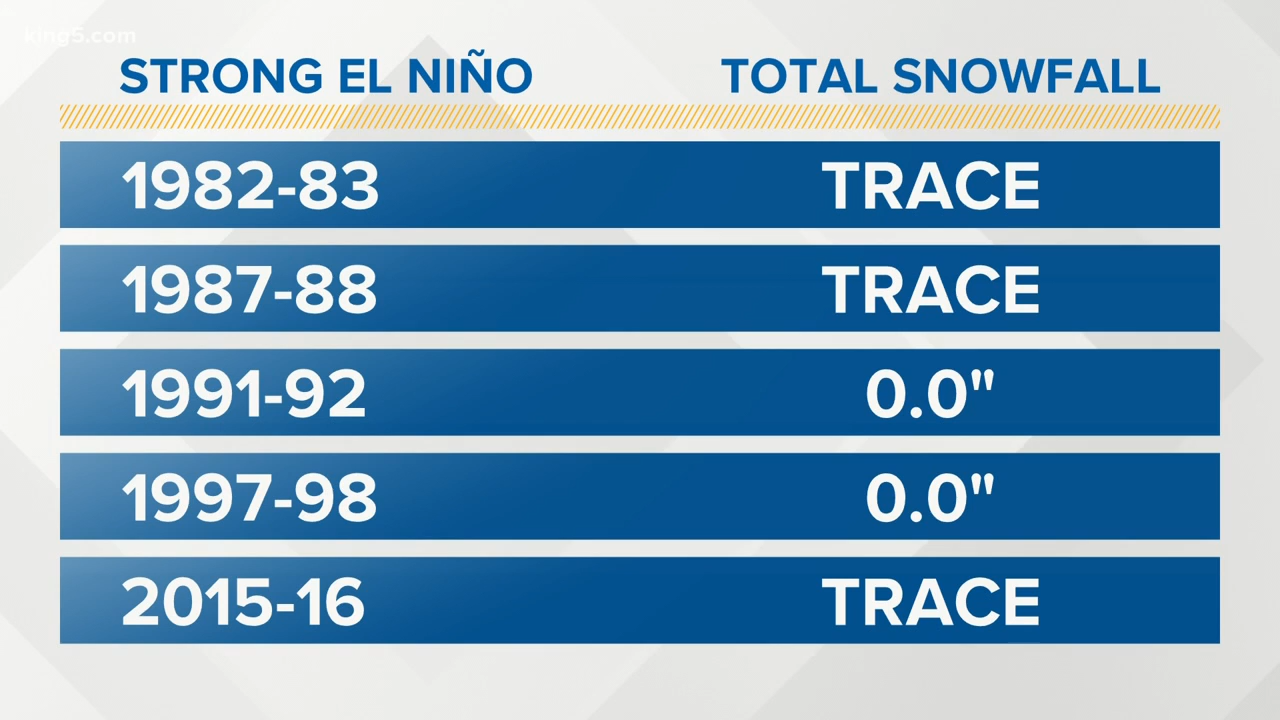 king5.com
STRONG EL NIÑO TOTAL SNOWFALL
1982-83 TRACE
1987-88 TRACE
1991-92 0.0"
1997-98 0.0"
2015-16 TRACE